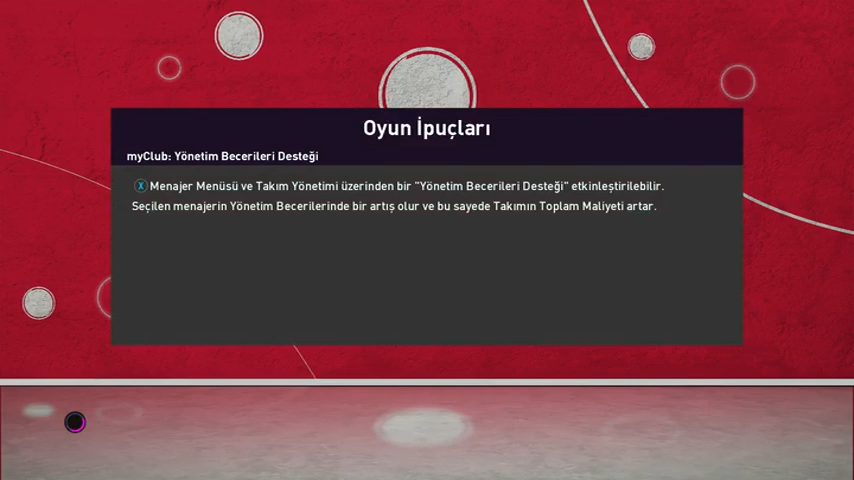 Oyun İpuçları
myClub: Yönetim Becerileri Desteği
X Menajer Menüsü ve Takım Yönetimi üzerinden bir "Yönetim Becerileri Desteği" etkinleştirilebilir.
Seçilen menajerin Yönetim Becerilerinde bir artış olur ve bu sayede Takımın Toplam Maliyeti artar.